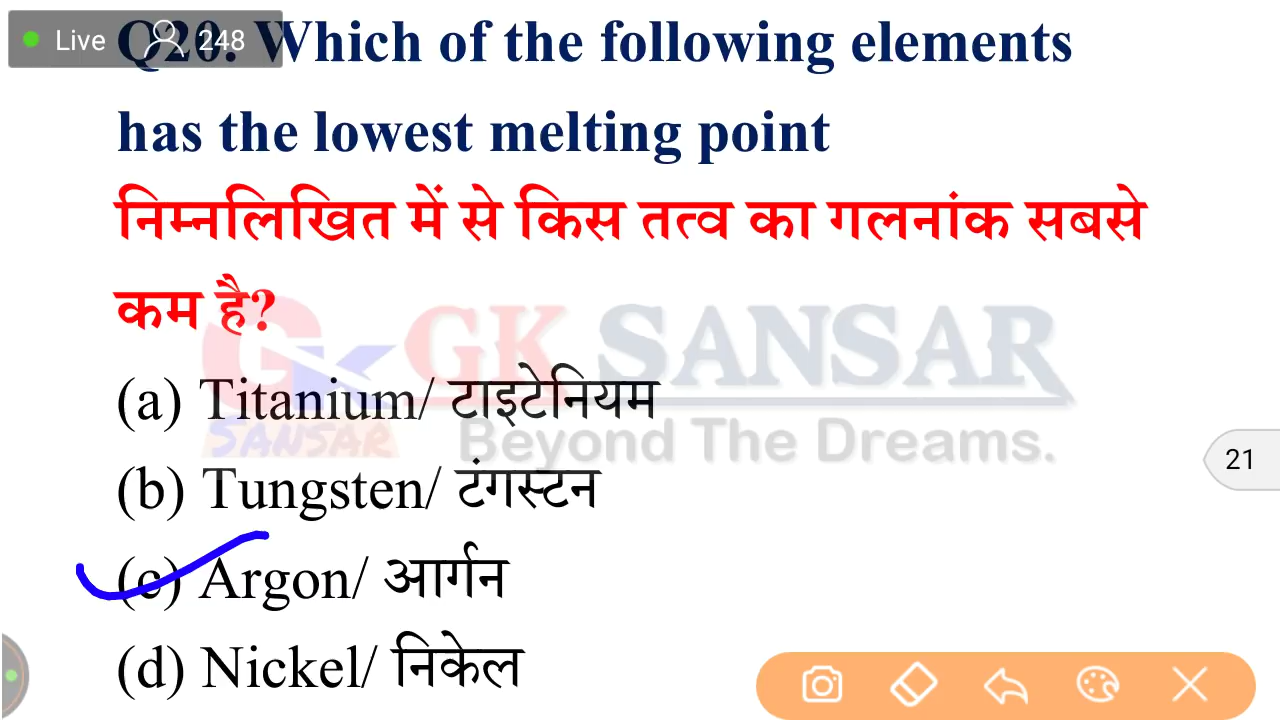 Live 248
Q20. Which of the following elements
has the lowest melting point
निम्नलिखित में से किस तत्व का गलनांक सबसे
कम है?
GK SANSAR
(a) Titanium/ टाइटेनियम
SANSAR
Beyond The Dreams.
21
(b) Tungsten/ टंगस्टन
(c) Argon/ आर्गन
(d) Nickel/ निकेल